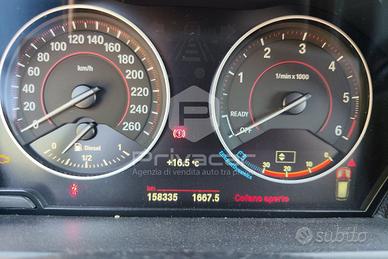 20 40 60 80 100 120 140 160 180 200 220 240 260
km/h
0 Diesel 1/2 1
1/min x 1000
1 2 3 4 5 6
READY
OFF
30 20 0
Privacar
Agenzia di vendita auto tra privati
+16.5
km
158335 1667.5 Cofano aperto
subito